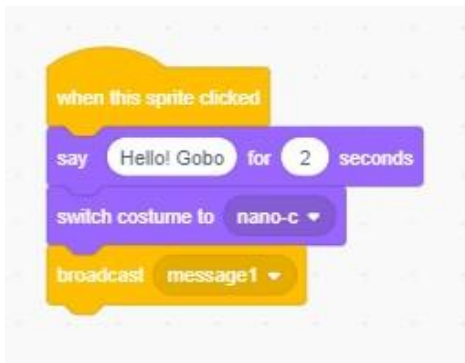 when this sprite clicked
say Hello! Gobo for 2 seconds
switch costume to nano-c
broadcast message1